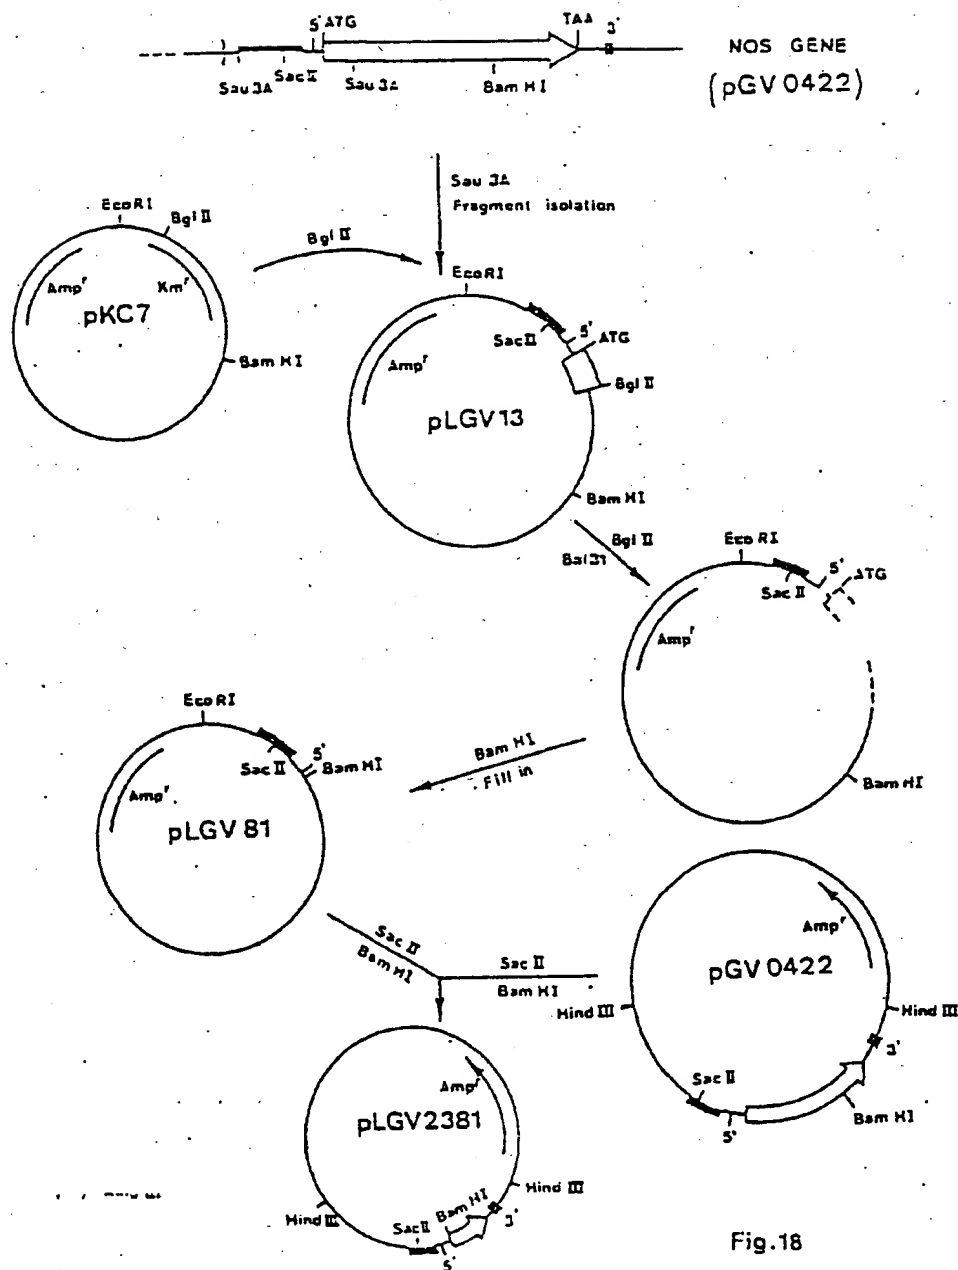 5' ATG
TAA
3'
NOS GENE
(pGV 0422)
Sau 3A
Sac II
Sau 3A
Bam HI
Sau 3A
Fragment isolation
EcoRI
Bgl II
Amp^r
Km^r
pKC7
Bam HI
Bgl II
EcoRI
Sac II
5'
ATG
Amp^r
Bgl II
pLGV13
Bam HI
Bgl II
Bal31
Eco RI
5'
ATG
Sac II
Amp^r
Bam HI
Bam HI
Fill in
Eco RI
5'
Sac II
Bam HI
Amp^r
pLGV 81
Sac II
Bam HI
Sac II
Bam HI
Amp^r
pGV 0422
Hind III
Hind III
3'
Sac II
Bam HI
5'
Amp^r
pLGV2381
Hind III
Bam HI
Hind III
Sac II
3'
5'
Fig.18